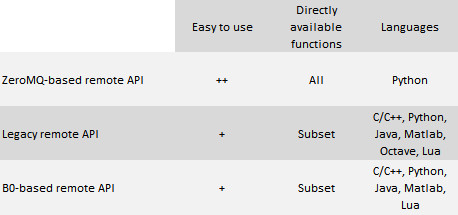 Easy to use
Directly
available
functions
Languages
ZeroMQ-based remote API
++
All
Python
Legacy remote API
+
Subset
C/C++, Python,
Java, Matlab,
Octave, Lua
B0-based remote API
+
Subset
C/C++, Python,
Java, Matlab,
Lua